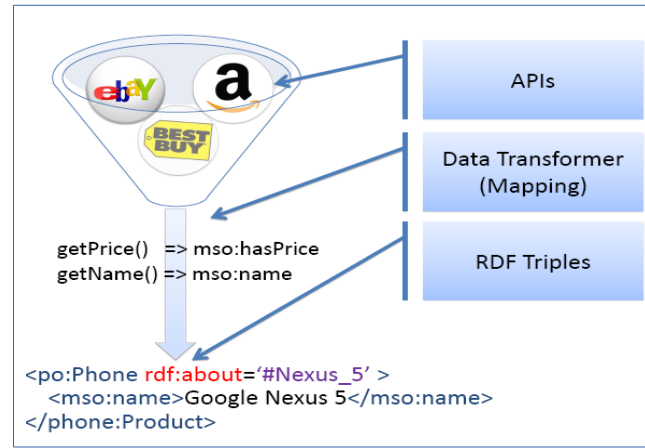 ebaY
a
BEST
BUY
APIs
Data Transformer
(Mapping)
RDF Triples
getPrice() => mso:hasPrice
getName() => mso:name
<po:Phone rdf:about='#Nexus_5' >
<mso:name>Google Nexus 5</mso:name>
</phone:Product>